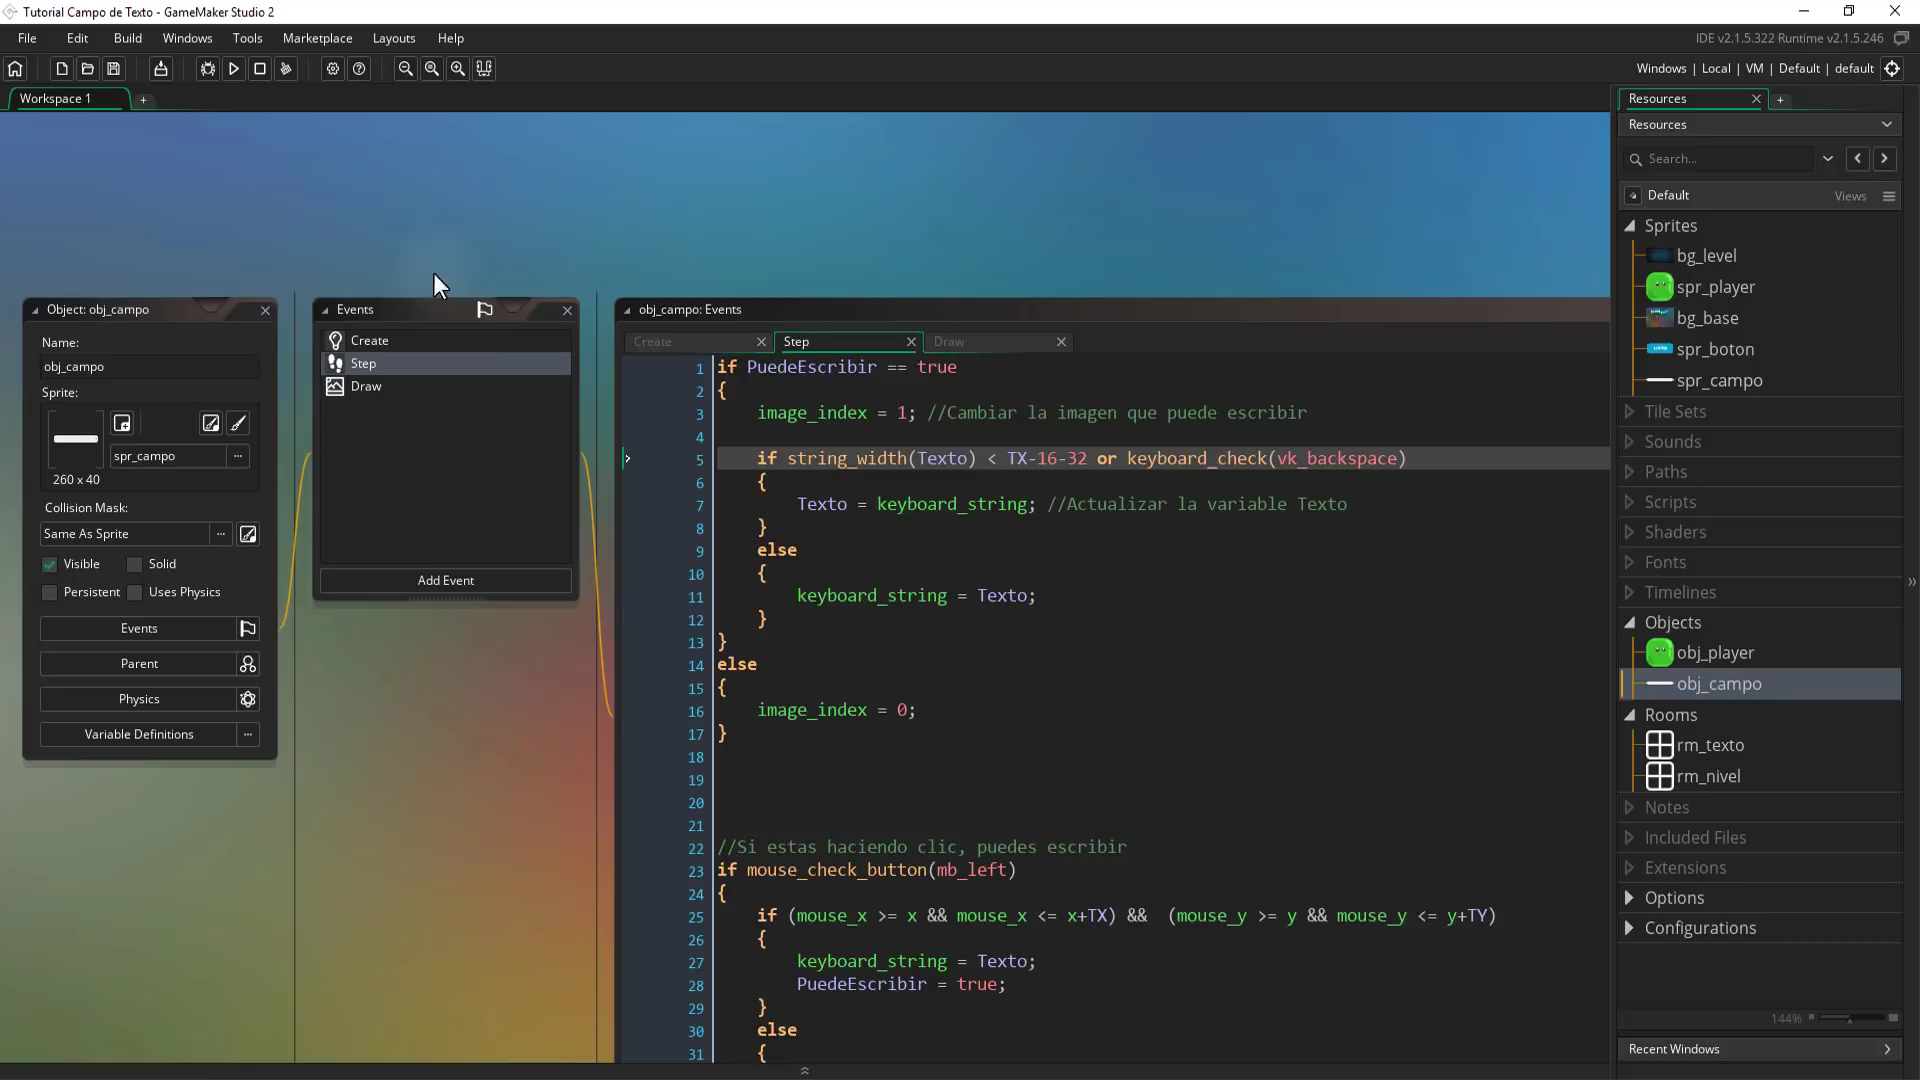 Tutorial Campo de Texto - GameMaker Studio 2
File Edit Build Windows Tools Marketplace Layouts Help
IDE v2.1.5.322 Runtime v2.1.5.246
Windows | Local | VM | Default | default
Workspace 1
Object: obj_campo
Name:
obj_campo
Sprite:
spr_campo
260 x 40
Collision Mask:
Same As Sprite
Visible Solid
Persistent Uses Physics
Events
Parent
Physics
Variable Definitions
Events
Create
Step
Draw
Add Event
obj_campo: Events
Create Step Draw
1 if PuedeEscribir == true
2 {
3 image_index = 1; //Cambiar la imagen que puede escribir
4
5 if string_width(Texto) < TX-16-32 or keyboard_check(vk_backspace)
6 {
7 Texto = keyboard_string; //Actualizar la variable Texto
8 }
9 else
10 {
11 keyboard_string = Texto;
12 }
13 }
14 else
15 {
16 image_index = 0;
17 }
18
19
20
21
22 //Si estas haciendo clic, puedes escribir
23 if mouse_check_button(mb_left)
24 {
25 if (mouse_x >= x && mouse_x <= x+TX) && (mouse_y >= y && mouse_y <= y+TY)
26 {
27 keyboard_string = Texto;
28 PuedeEscribir = true;
29 }
30 else
31 {
Resources
Resources
Search...
Default Views
Sprites
bg_level
spr_player
bg_base
spr_boton
spr_campo
Tile Sets
Sounds
Paths
Scripts
Shaders
Fonts
Timelines
Objects
obj_player
obj_campo
Rooms
rm_texto
rm_nivel
Notes
Included Files
Extensions
Options
Configurations
144%
Recent Windows